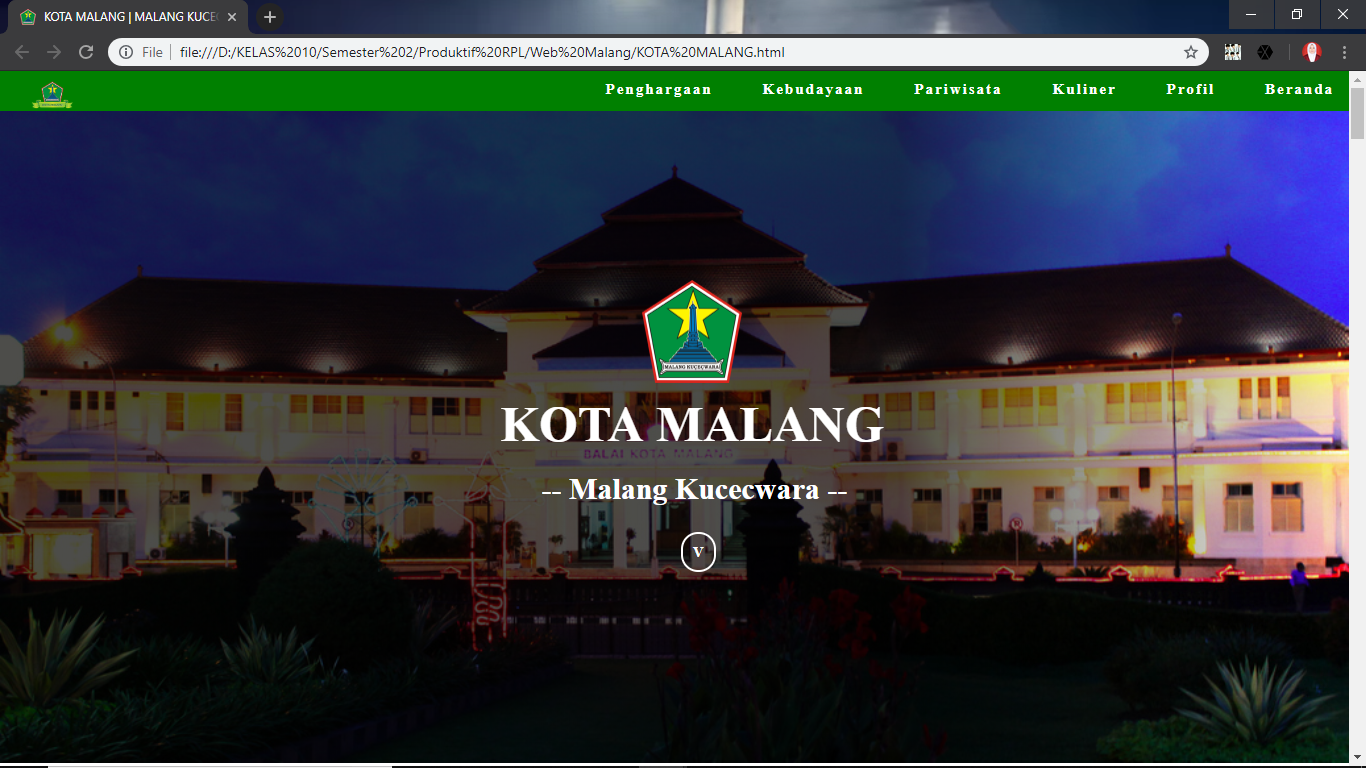 KOTA MALANG | MALANG KUCEC
File
file:///D:/KELAS%2010/Semester%202/Produktif%20RPL/Web%20Malang/KOTA%20MALANG.html
Penghargaan Kebudayaan Pariwisata Kuliner Profil Beranda
MALANG KUCECWARA
KOTA MALANG
BALAI KOTA MALANG
-- Malang Kucecwara --
V